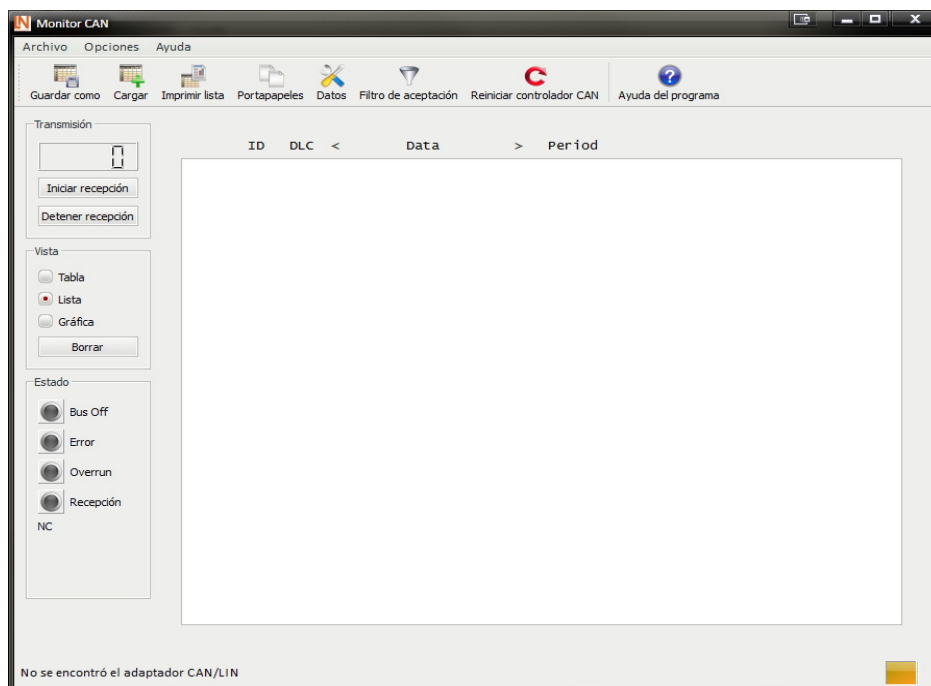 Monitor CAN
Archivo Opciones Ayuda
Guardar como Cargar Imprimir lista Portapapeles Datos Filtro de aceptación Reiniciar controlador CAN Ayuda del programa
Transmisión
0
Iniciar recepción
Detener recepción
ID DLC < Data > Period
Vista
Tabla
Lista
Gráfica
Borrar
Estado
Bus Off
Error
Overrun
Recepción
NC
No se encontró el adaptador CAN/LIN